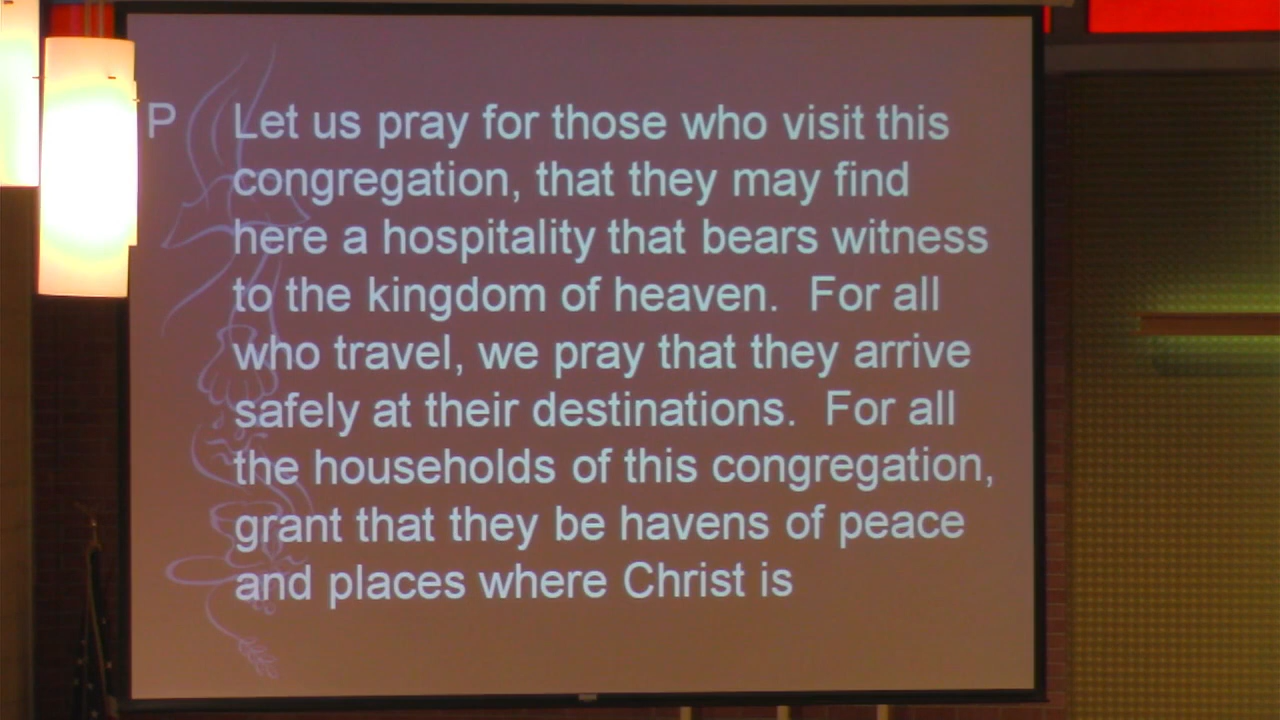 P Let us pray for those who visit this
congregation, that they may find
here a hospitality that bears witness
to the kingdom of heaven.  For all
who travel, we pray that they arrive
safely at their destinations.  For all
the households of this congregation,
grant that they be havens of peace
and places where Christ is